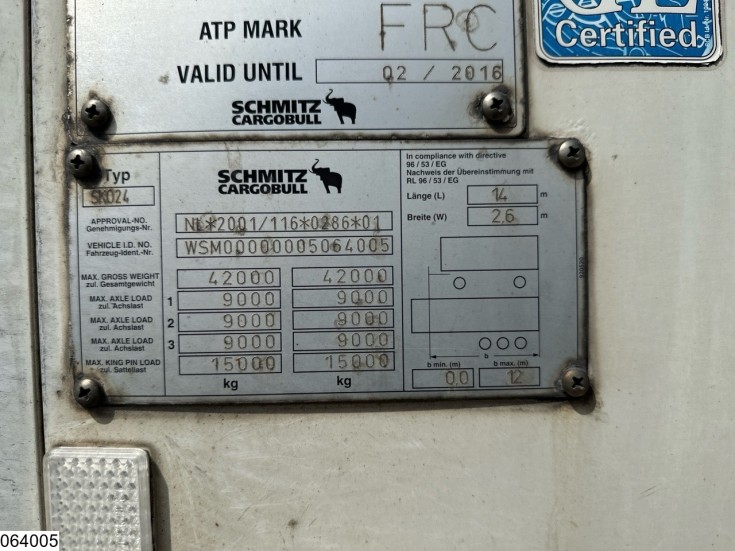 ATP MARK FRC
VALID UNTIL 02 / 2016
SCHMITZ
CARGOBULL
Certified.
Typ
SKO24
SCHMITZ
CARGOBULL
In compliance with directive
96 / 53 / EG
Nachweis der Übereinstimmung mit
RL 96 / 53 / EG
Länge (L) 14 m
Breite (W) 2.6 m
APPROVAL-NO.
Genehmigungs-Nr.
NL*2001/116*0286*01
VEHICLE I.D. NO.
Fahrzeug-Ident.-Nr.
WSM00000005064005
MAX. GROSS WEIGHT
zul. Gesamtgewicht
42000 42000
MAX. AXLE LOAD
zul. Achslast
1 9000 9000
MAX. AXLE LOAD
zul. Achslast
2 9000 9000
MAX. AXLE LOAD
zul. Achslast
3 9000 9000
MAX. KING PIN LOAD
zul. Sattellast
15000 15000
kg kg
b
b min. (m) b max. (m)
0.0 12
064005